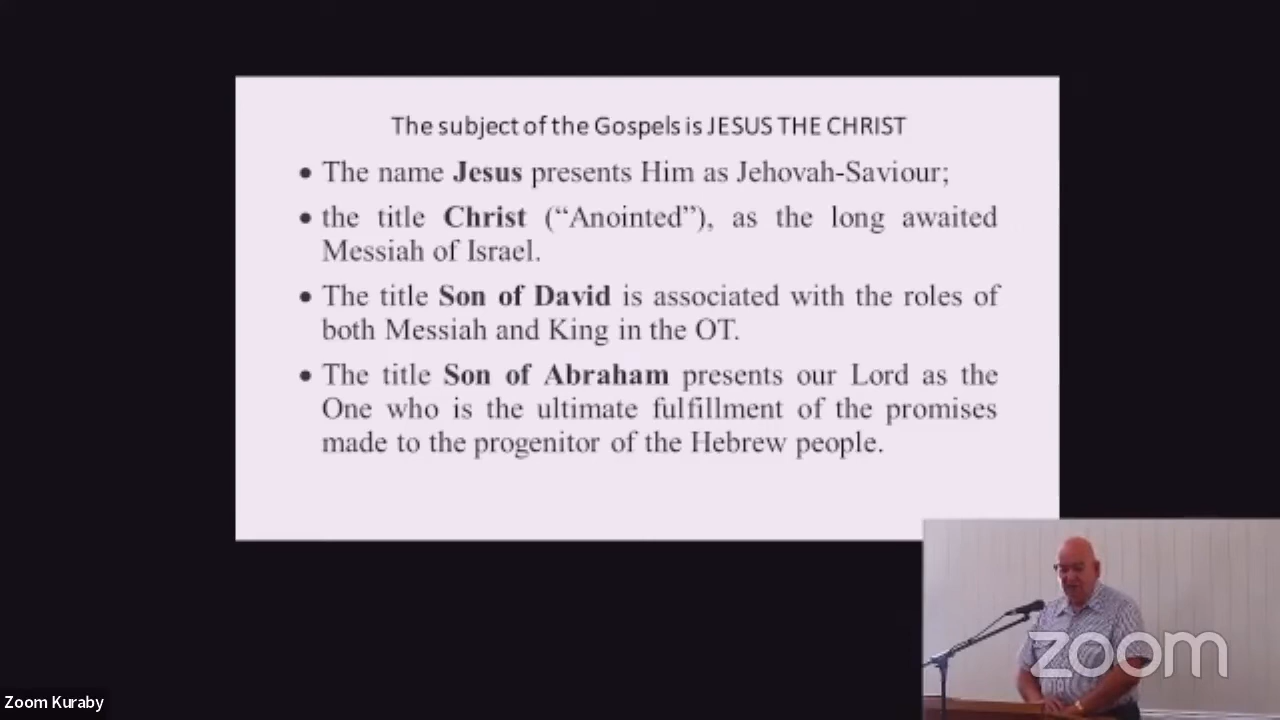 The subject of the Gospels is JESUS THE CHRIST
• The name Jesus presents Him as Jehovah-Saviour;
• the title Christ (“Anointed”), as the long awaited
Messiah of Israel.
• The title Son of David is associated with the roles of
both Messiah and King in the OT.
• The title Son of Abraham presents our Lord as the
One who is the ultimate fulfillment of the promises
made to the progenitor of the Hebrew people.
zoom
Zoom Kuraby